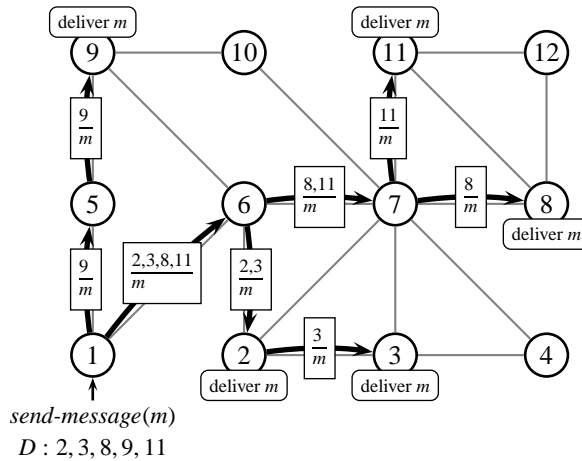 deliver m
deliver m
9
10
11
12
9
m
11
m
5
6
8,11
m
7
8
m
8
deliver m
9
m
2,3,8,11
m
2,3
m
1
2
3
m
3
4
deliver m
deliver m
send-message(m)
D : 2, 3, 8, 9, 11